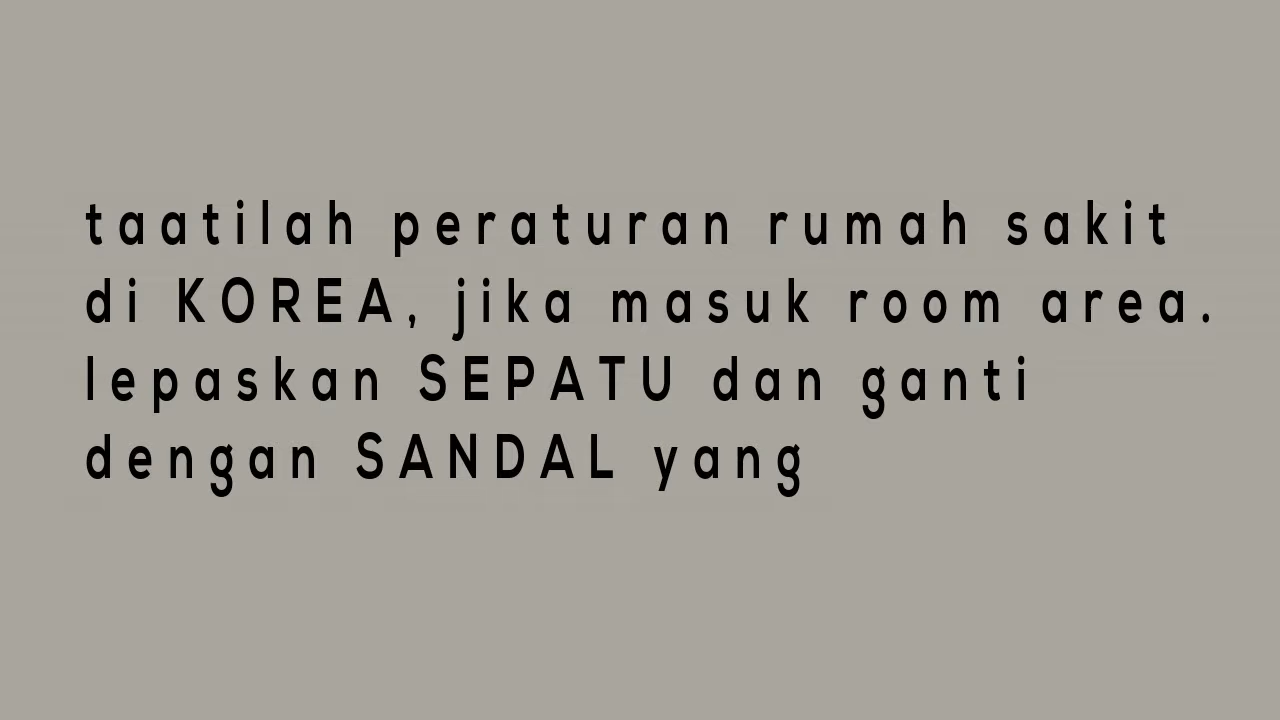 taatilah peraturan rumah sakit
di KOREA, jika masuk room area.
lepaskan SEPATU dan ganti
dengan SANDAL yang